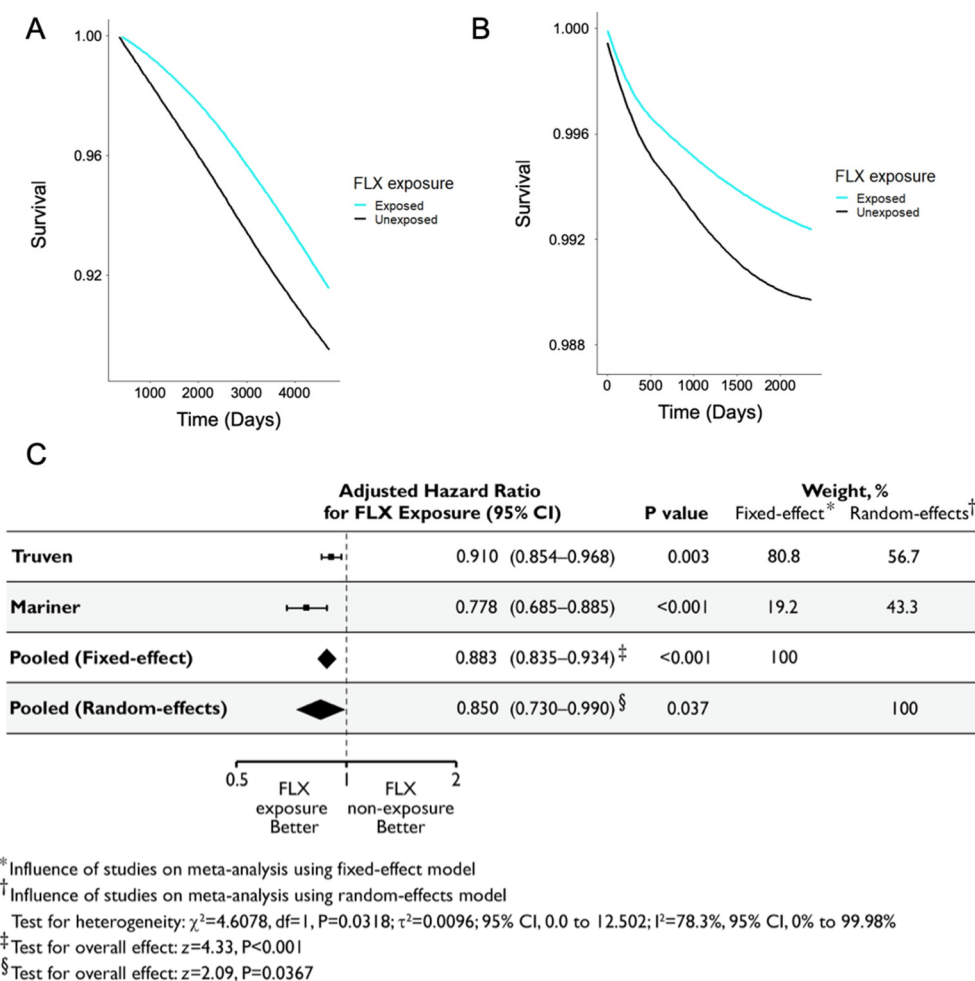 A
1.00
0.96
0.92
Survival
1000 2000 3000 4000
Time (Days)
FLX exposure
Exposed
Unexposed
B
1.000
0.996
0.992
0.988
Survival
0 500 1000 1500 2000
Time (Days)
FLX exposure
Exposed
Unexposed
C
Adjusted Hazard Ratio
for FLX Exposure (95% CI)
P value
Weight, %
Fixed-effect* Random-effects†
Truven 0.910 (0.854–0.968) 0.003 80.8 56.7
Mariner 0.778 (0.685–0.885) <0.001 19.2 43.3
Pooled (Fixed-effect) 0.883 (0.835–0.934)‡ <0.001 100
Pooled (Random-effects) 0.850 (0.730–0.990)§ 0.037 100
0.5 1 2
FLX
exposure
Better
FLX
non-exposure
Better
*Influence of studies on meta-analysis using fixed-effect model
†Influence of studies on meta-analysis using random-effects model
Test for heterogeneity: χ²=4.6078, df=1, P=0.0318; τ²=0.0096; 95% CI, 0.0 to 12.502; I²=78.3%, 95% CI, 0% to 99.98%
‡Test for overall effect: z=4.33, P<0.001
§Test for overall effect: z=2.09, P=0.0367